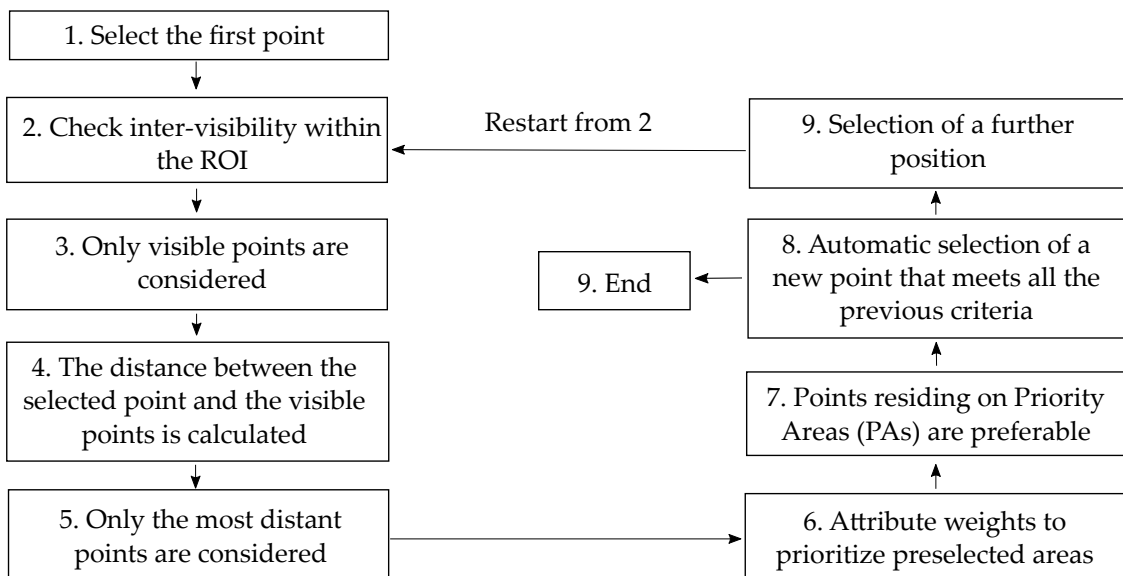 1. Select the first point
2. Check inter-visibility within
the ROI
3. Only visible points are
considered
4. The distance between the
selected point and the visible
points is calculated
5. Only the most distant
points are considered
6. Attribute weights to
prioritize preselected areas
7. Points residing on Priority
Areas (PAs) are preferable
8. Automatic selection of a
new point that meets all the
previous criteria
9. End
9. Selection of a further
position
Restart from 2